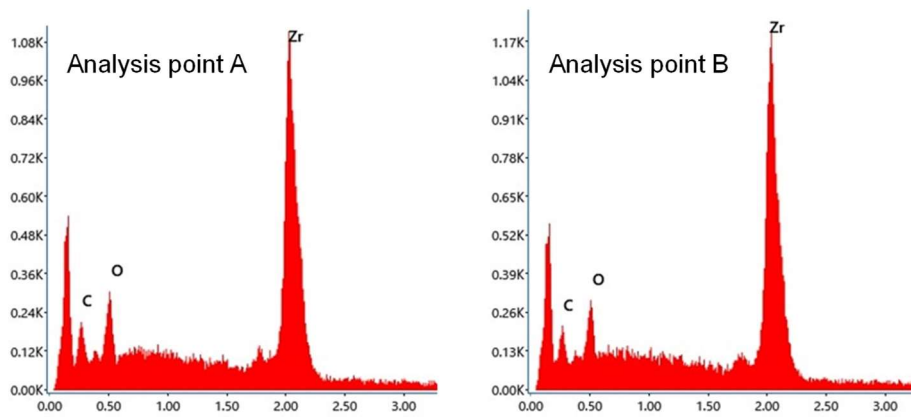 Analysis point A
1.08K
0.96K
0.84K
0.72K
0.60K
0.48K
0.36K
0.24K
0.12K
0.00K
Zr
C
O
0.00 0.50 1.00 1.50 2.00 2.50 3.00
Analysis point B
1.17K
1.04K
0.91K
0.78K
0.65K
0.52K
0.39K
0.26K
0.13K
0.00K
Zr
C
O
0.00 0.50 1.00 1.50 2.00 2.50 3.00